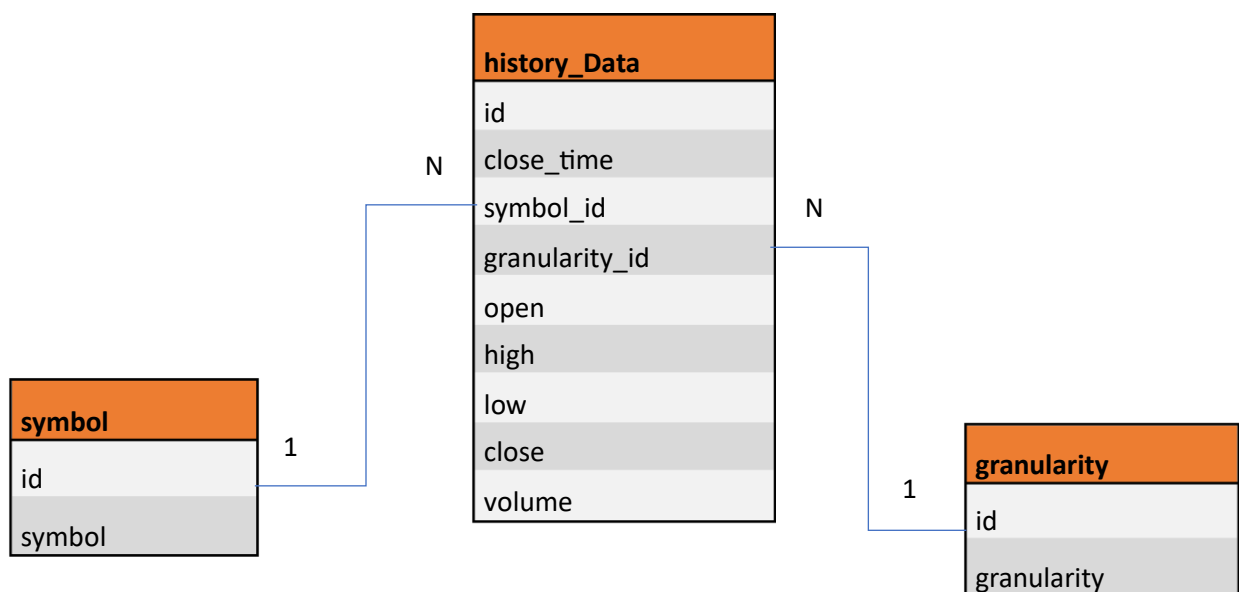 history_Data
id
close_time
symbol_id
granularity_id
open
high
low
close
volume
N
N
symbol
id
symbol
1
granularity
id
granularity
1